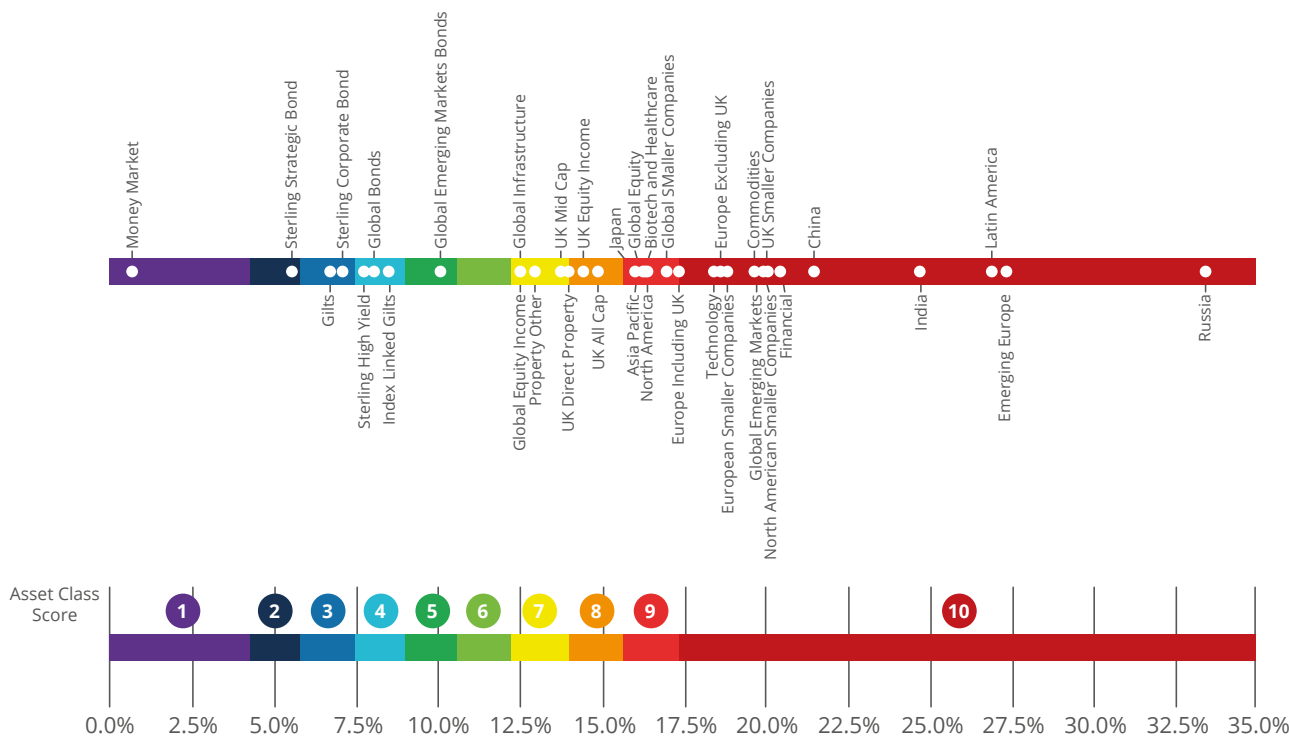 Money Market
Sterling Strategic Bond
Sterling Corporate Bond
Global Bonds
Global Emerging Markets Bonds
Global Infrastructure
UK Mid Cap
UK Equity Income
Japan
Global Equity
Biotech and Healthcare
Global SMaller Companies
Europe Excluding UK
Commodities
UK Smaller Companies
China
Latin America
Gilts
Sterling High Yield
Index Linked Gilts
Global Equity Income
Property Other
UK Direct Property
UK All Cap
Asia Pacific
North America
Europe Including UK
Technology
European Smaller Companies
Global Emerging Markets
North American Smaller Companies
Financial
India
Emerging Europe
Russia
Asset Class
Score
1 2 3 4 5 6 7 8 9 10
0.0% 2.5% 5.0% 7.5% 10.0% 12.5% 15.0% 17.5% 20.0% 22.5% 25.0% 27.5% 30.0% 32.5% 35.0%